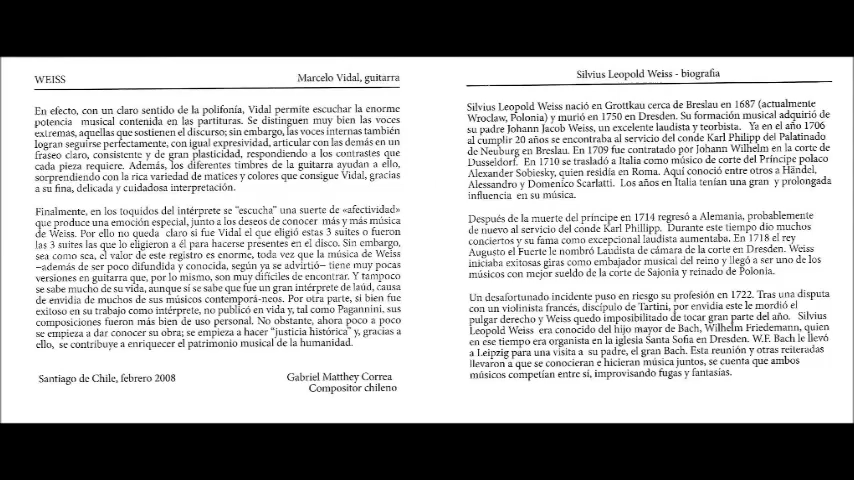 WEISS
Marcelo Vidal, guitarra
En efecto, con un claro sentido de la polifonía, Vidal permite escuchar la enorme
potencia musical contenida en las partituras. Se distinguen muy bien las voces
extremas, aquellas que sostienen el discurso; sin embargo, las voces internas también
logran seguirse perfectamente, con igual expresividad, articular con las demás en un
fraseo claro, consistente y de gran plasticidad, respondiendo a los contrastes que
cada pieza requiere. Además, los diferentes timbres de la guitarra ayudan a ello,
sorprendiendo con la rica variedad de matices y colores que consigue Vidal, gracias
a su fina, delicada y cuidadosa interpretación.
Finalmente, en los toquidos del intérprete se "escucha" una suerte de «afectividad»
que produce una emoción especial, junto a los deseos de conocer más y más música
de Weiss. Por ello no queda claro si fue Vidal el que eligió estas 3 suites o fueron
las 3 suites las que lo eligieron a él para hacerse presentes en el disco. Sin embargo,
sea como sea, el valor de este registro es enorme, toda vez que la música de Weiss
–además de ser poco difundida y conocida, según ya se advirtió– tiene muy pocas
versiones en guitarra que, por lo mismo, son muy difíciles de encontrar. Y tampoco
se sabe mucho de su vida, aunque sí se sabe que fue un gran intérprete de laúd, causa
de envidia de muchos de sus músicos contemporá-neos. Por otra parte, si bien fue
exitoso en su trabajo como intérprete, no publicó en vida y, tal como Pagannini, sus
composiciones fueron más bien de uso personal. No obstante, ahora poco a poco
se empieza a dar conocer su obra; se empieza a hacer "justicia histórica" y, gracias a
ello, se contribuye a enriquecer el patrimonio musical de la humanidad.
Santiago de Chile, febrero 2008
Gabriel Matthey Correa
Compositor chileno
Silvius Leopold Weiss - biografia
Silvius Leopold Weiss nació en Grottkau cerca de Breslau en 1687 (actualmente
Wroclaw, Polonia) y murió en 1750 en Dresden. Su formación musical adquirió de
su padre Johann Jacob Weiss, un excelente laudista y teorbista. Ya en el año 1706
al cumplir 20 años se encontraba al servicio del conde Karl Philipp del Palatinado
de Neuburg en Breslau. En 1709 fue contratado por Johann Wilhelm en la corte de
Dusseldorf. En 1710 se trasladó a Italia como músico de corte del Príncipe polaco
Alexander Sobiesky, quien residía en Roma. Aquí conoció entre otros a Händel,
Alessandro y Domenico Scarlatti. Los años en Italia tenían una gran y prolongada
influencia en su música.
Después de la muerte del príncipe en 1714 regresó a Alemania, probablemente
de nuevo al servicio del conde Karl Phillipp. Durante este tiempo dio muchos
conciertos y su fama como excepcional laudista aumentaba. En 1718 el rey
Augusto el Fuerte le nombró Laudista de cámara de la corte en Dresden. Weiss
iniciaba exitosas giras como embajador musical del reino y llegó a ser uno de los
músicos con mejor sueldo de la corte de Sajonia y reinado de Polonia.
Un desafortunado incidente puso en riesgo su profesión en 1722. Tras una disputa
con un violinista francés, discípulo de Tartini, por envidia este le mordió el
pulgar derecho y Weiss quedo imposibilitado de tocar gran parte del año. Silvius
Leopold Weiss era conocido del hijo mayor de Bach, Wilhelm Friedemann, quien
en ese tiempo era organista en la iglesia Santa Sofia en Dresden. W.F. Bach le llevó
a Leipzig para una visita a su padre, el gran Bach. Esta reunión y otras reiteradas
llevaron a que se conocieran e hicieran música juntos, se cuenta que ambos
músicos competían entre sí, improvisando fugas y fantasías.